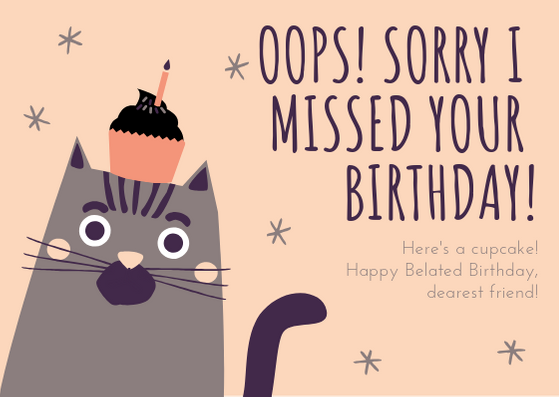 OOPS! SORRY I
MISSED YOUR
BIRTHDAY!
Here's a cupcake!
Happy Belated Birthday,
dearest friend!